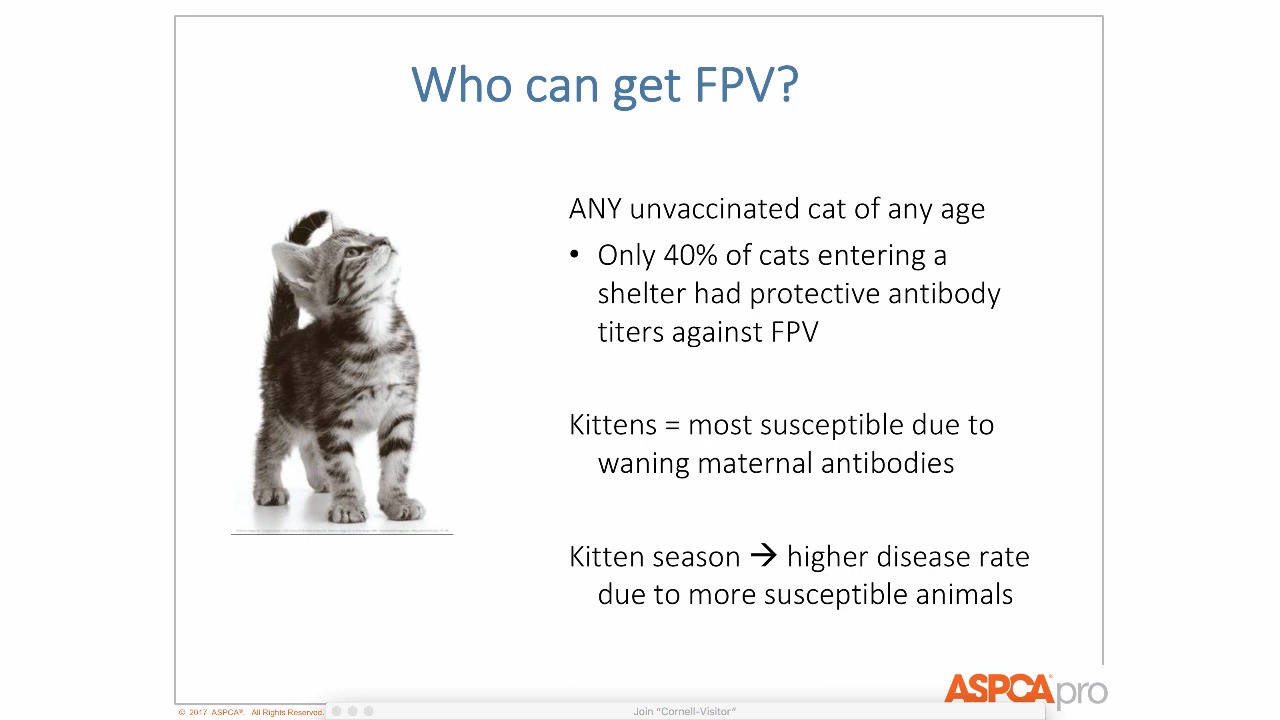 Who can get FPV?
ANY unvaccinated cat of any age
• Only 40% of cats entering a
shelter had protective antibody
titers against FPV
Kittens = most susceptible due to
waning maternal antibodies
Kitten season → higher disease rate
due to more susceptible animals
ASPCA® pro
© 2017 ASPCA®. All Rights Reserved.
Join “Cornell-Visitor”